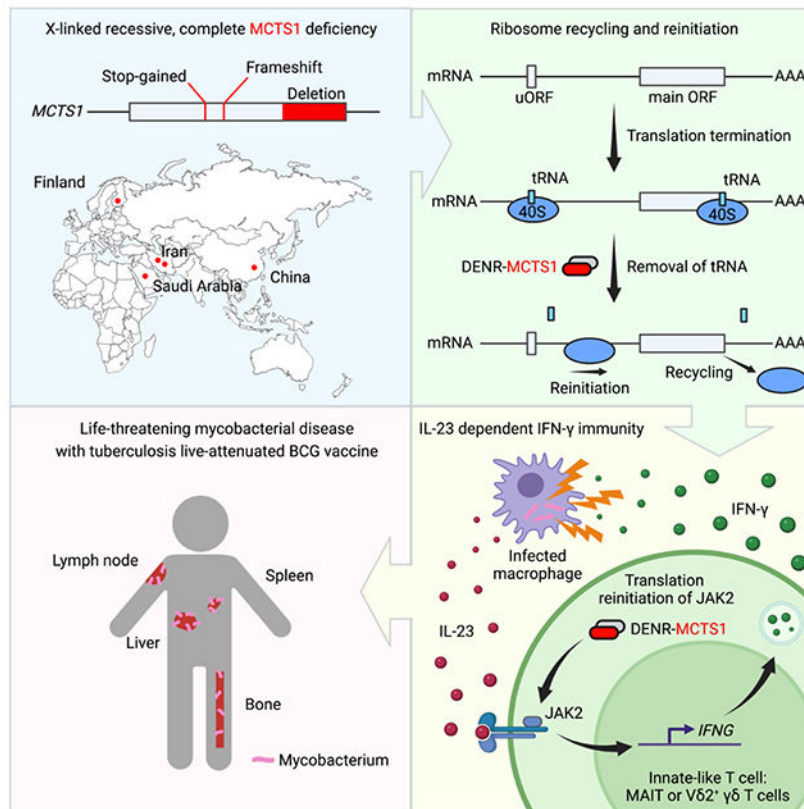 X-linked recessive, complete MCTS1 deficiency
Stop-gained
Frameshift
Deletion
MCTS1
Finland
Iran
Saudi Arabia
China
Ribosome recycling and reinitiation
mRNA
AAA
uORF
main ORF
Translation termination
tRNA
tRNA
mRNA
40S
40S
AAA
DENR-MCTS1
Removal of tRNA
mRNA
AAA
Reinitiation
Recycling
Life-threatening mycobacterial disease
with tuberculosis live-attenuated BCG vaccine
Lymph node
Spleen
Liver
Bone
Mycobacterium
IL-23 dependent IFN-γ immunity
IFN-γ
Infected
macrophage
Translation
reinitiation of JAK2
IL-23
DENR-MCTS1
JAK2
IFNG
Innate-like T cell:
MAIT or Vδ2⁺ γδ T cells